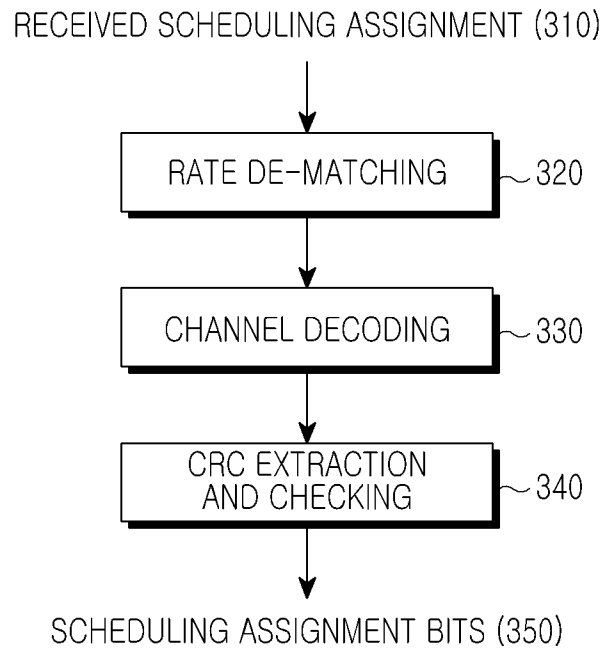 RECEIVED SCHEDULING ASSIGNMENT (310)
RATE DE-MATCHING
320
CHANNEL DECODING
330
CRC EXTRACTION
AND CHECKING
340
SCHEDULING ASSIGNMENT BITS (350)